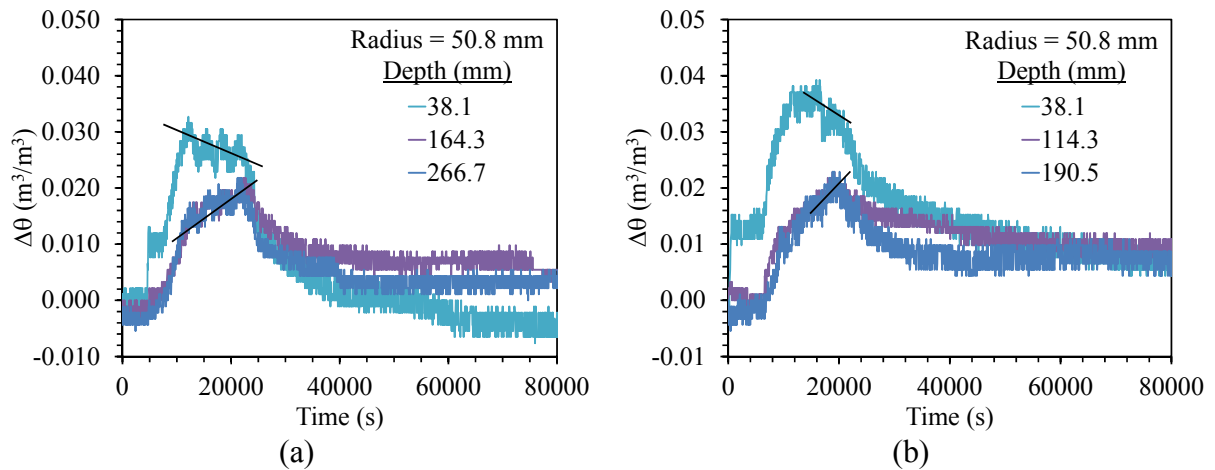 0.050
0.040
0.030
0.020
0.010
0.000
-0.010
Δθ (m³/m³)
Radius = 50.8 mm
Depth (mm)
38.1
164.3
266.7
0 20000 40000 60000 80000
Time (s)
(a)
0.05
0.04
0.03
0.02
0.01
0.00
-0.01
Δθ (m³/m³)
Radius = 50.8 mm
Depth (mm)
38.1
114.3
190.5
0 20000 40000 60000 80000
Time (s)
(b)